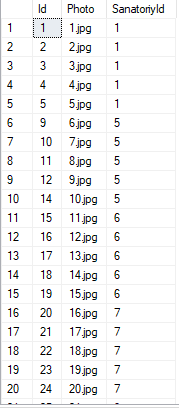 Id Photo SanatoriyId
1 1 1.jpg 1
2 2 2.jpg 1
3 3 3.jpg 1
4 4 4.jpg 1
5 5 5.jpg 1
6 9 6.jpg 5
7 10 7.jpg 5
8 11 8.jpg 5
9 12 9.jpg 5
10 14 10.jpg 5
11 15 11.jpg 6
12 16 12.jpg 6
13 17 13.jpg 6
14 18 14.jpg 6
15 19 15.jpg 6
16 20 16.jpg 7
17 21 17.jpg 7
18 22 18.jpg 7
19 23 19.jpg 7
20 24 20.jpg 7